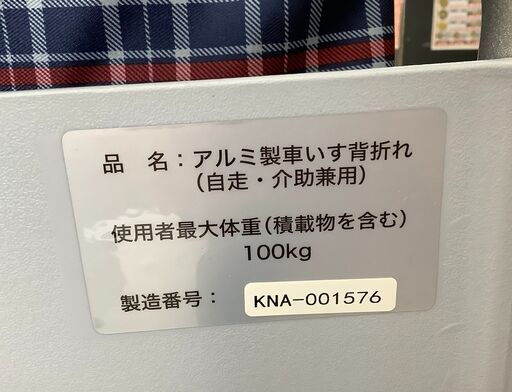 品 名：アルミ製車いす背折れ
（自走・介助兼用）
使用者最大体重（積載物を含む）
100kg
製造番号： KNA-001576